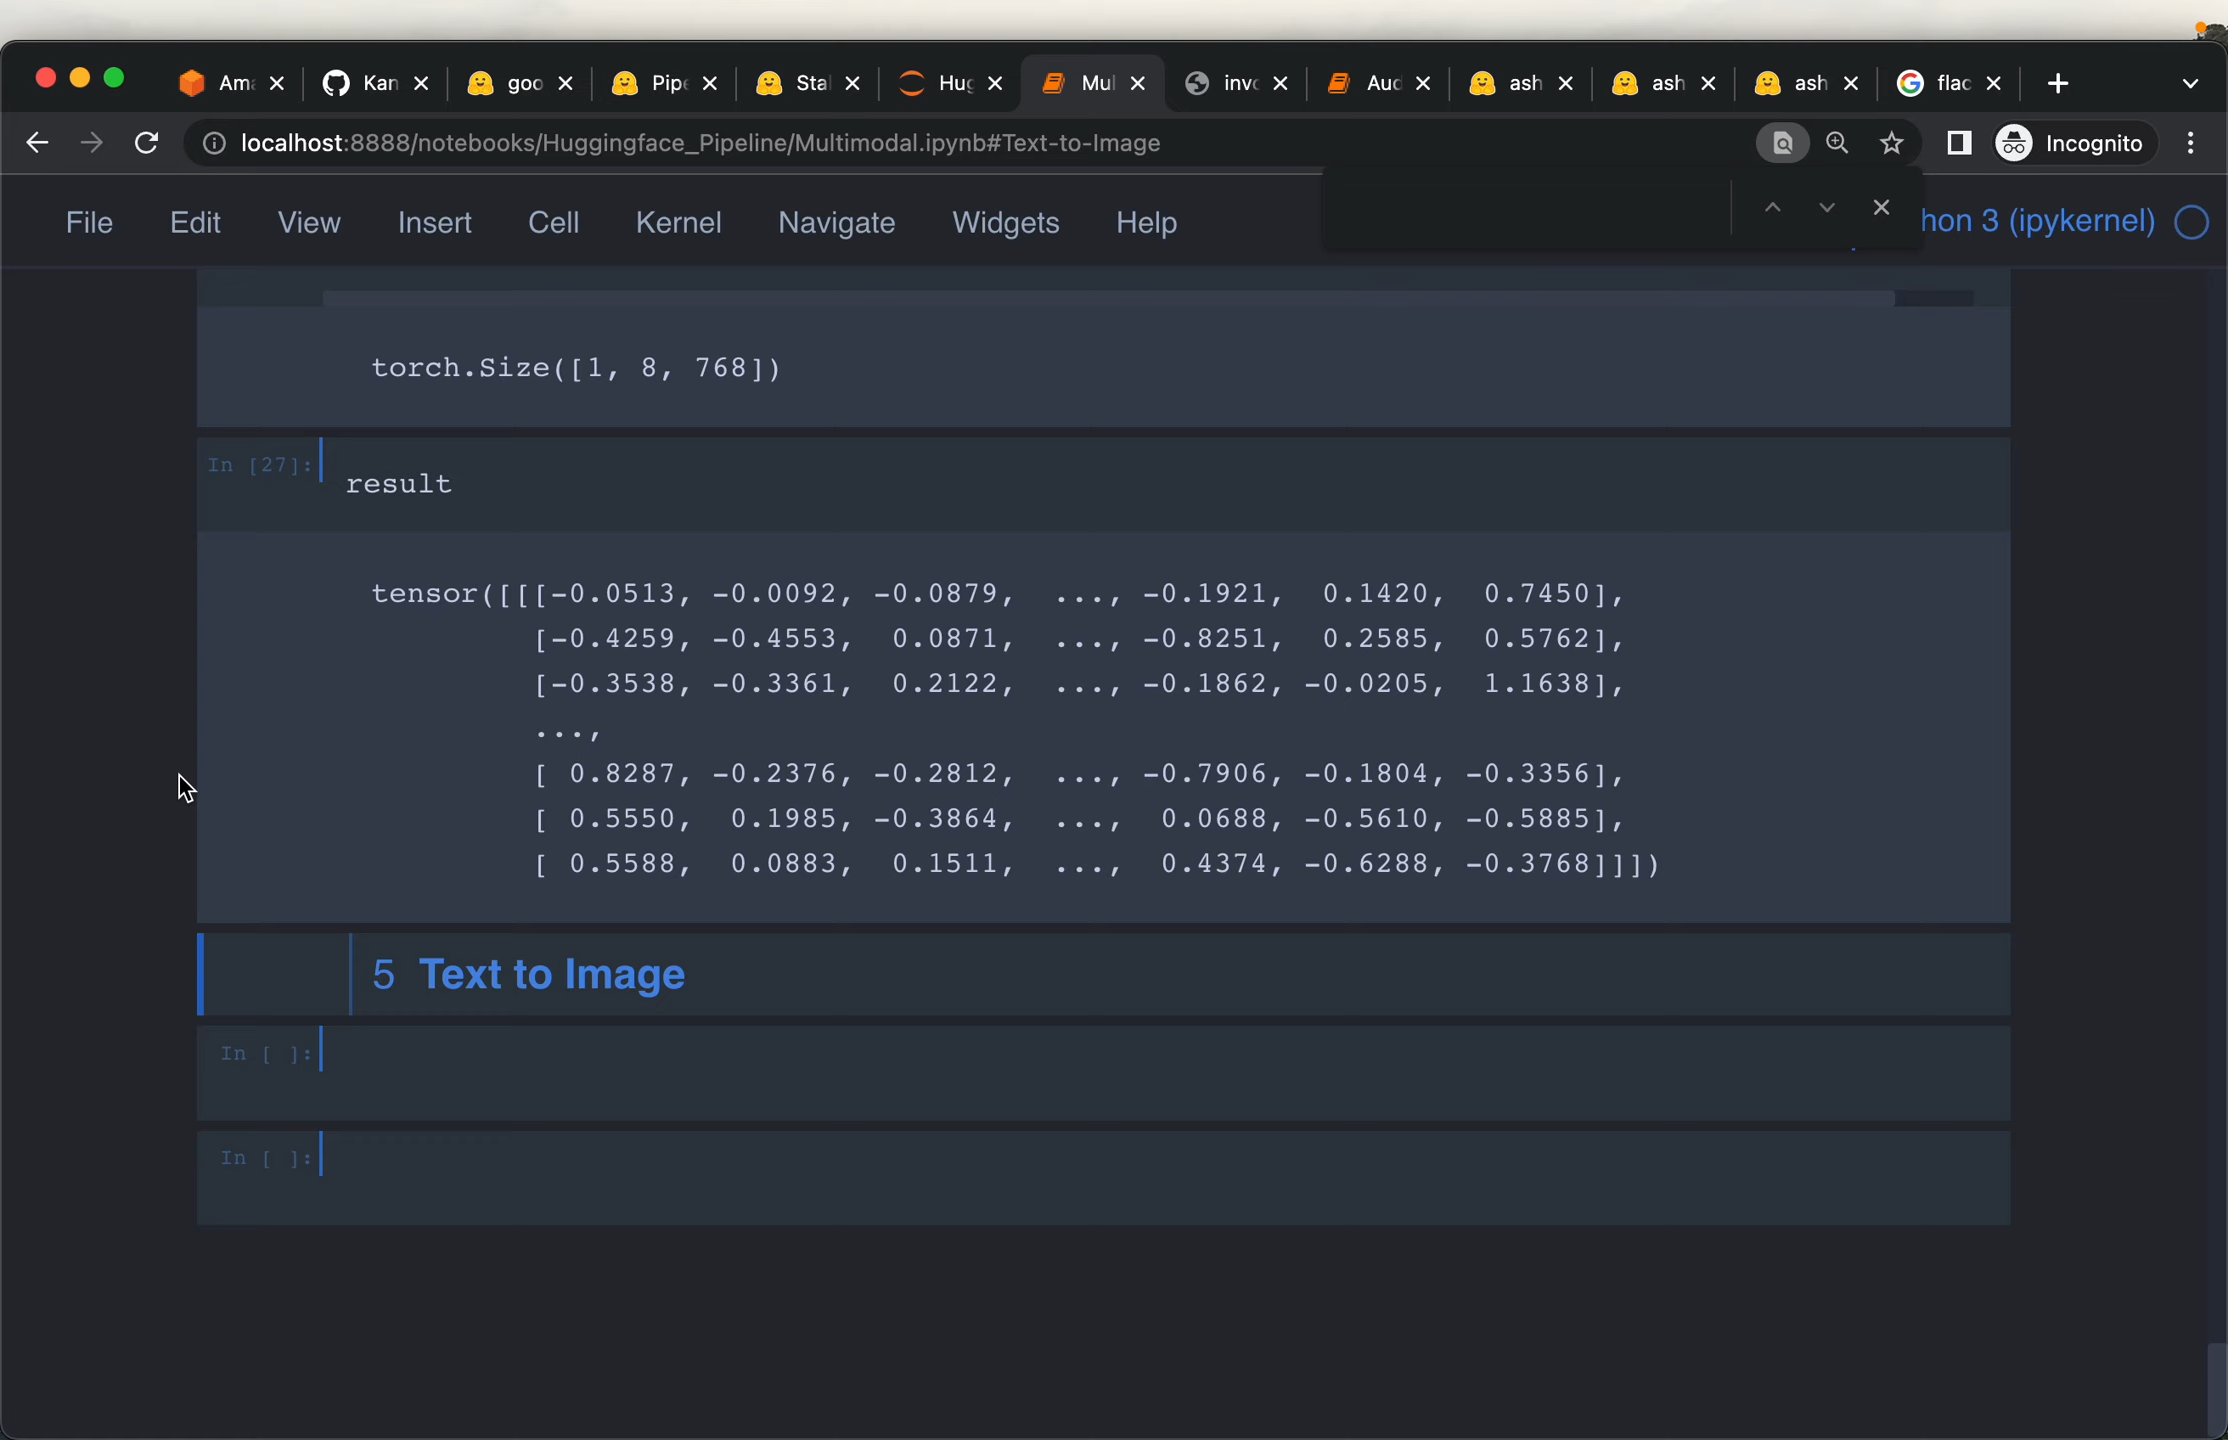 Ama
Kan
goo
Pipe
Stal
Hug
Mul
invo
Aud
ash
ash
ash
flac
localhost:8888/notebooks/Huggingface_Pipeline/Multimodal.ipynb#Text-to-Image
Incognito
File Edit View Insert Cell Kernel Navigate Widgets Help
hon 3 (ipykernel)
torch.Size([1, 8, 768])
In [27]:
result
tensor([[[-0.0513, -0.0092, -0.0879, ..., -0.1921, 0.1420, 0.7450],
[-0.4259, -0.4553, 0.0871, ..., -0.8251, 0.2585, 0.5762],
[-0.3538, -0.3361, 0.2122, ..., -0.1862, -0.0205, 1.1638],
...,
[ 0.8287, -0.2376, -0.2812, ..., -0.7906, -0.1804, -0.3356],
[ 0.5550, 0.1985, -0.3864, ..., 0.0688, -0.5610, -0.5885],
[ 0.5588, 0.0883, 0.1511, ..., 0.4374, -0.6288, -0.3768]]])
5 Text to Image
In [ ]:
In [ ]: